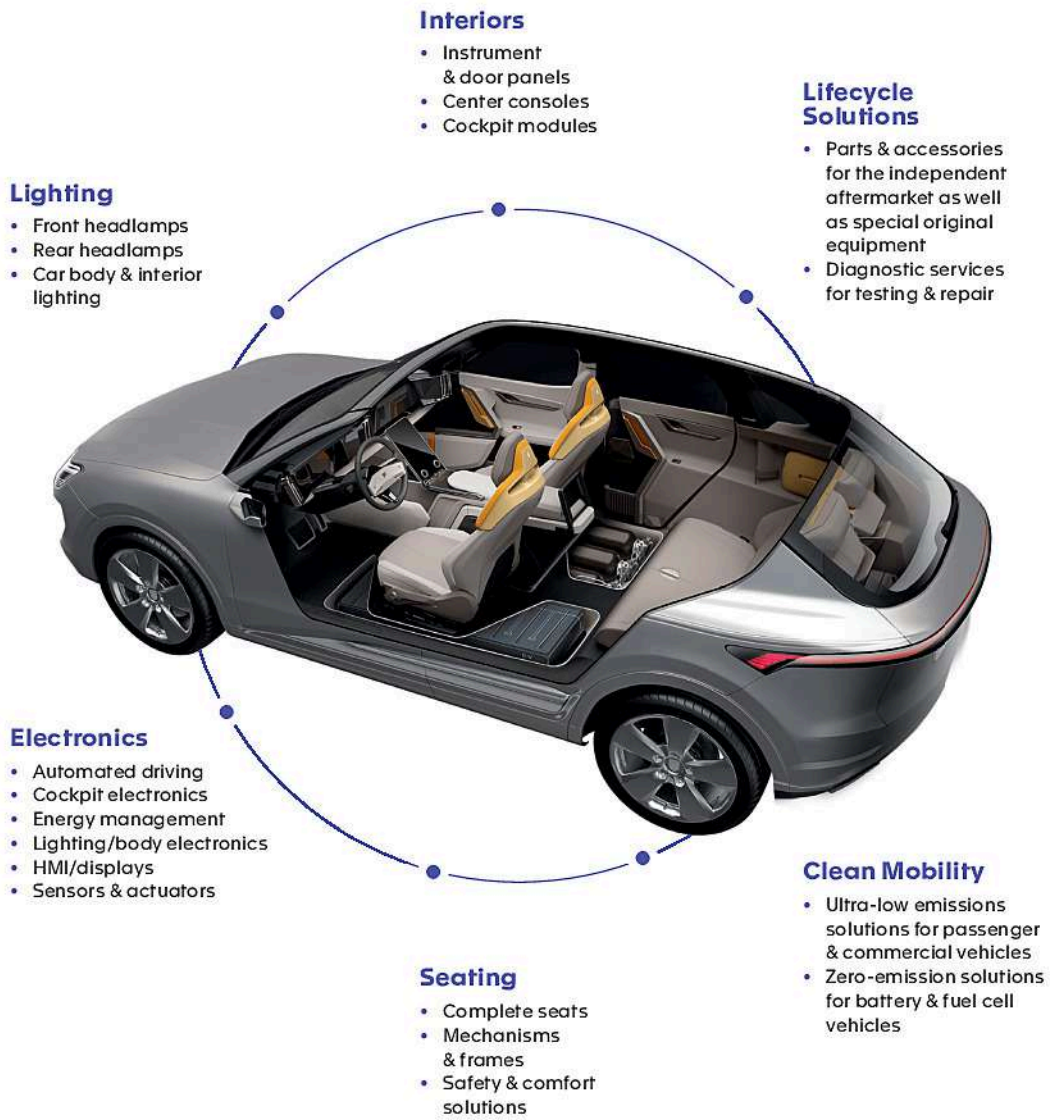 Interiors
• Instrument
& door panels
• Center consoles
• Cockpit modules
Lifecycle
Solutions
• Parts & accessories
for the independent
aftermarket as well
as special original
equipment
• Diagnostic services
for testing & repair
Lighting
• Front headlamps
• Rear headlamps
• Car body & interior
lighting
Electronics
• Automated driving
• Cockpit electronics
• Energy management
• Lighting/body electronics
• HMI/displays
• Sensors & actuators
Clean Mobility
• Ultra-low emissions
solutions for passenger
& commercial vehicles
• Zero-emission solutions
for battery & fuel cell
vehicles
Seating
• Complete seats
• Mechanisms
& frames
• Safety & comfort
solutions